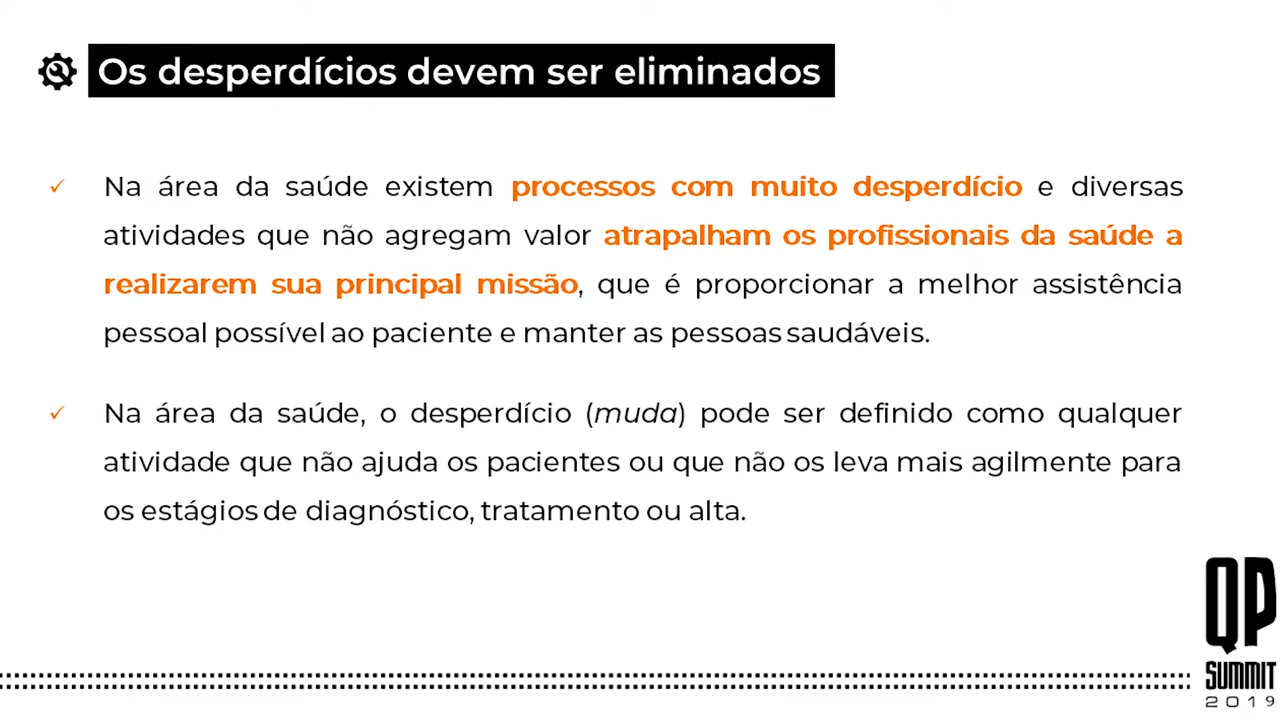 Os desperdícios devem ser eliminados
Na área da saúde existem processos com muito desperdício e diversas
atividades que não agregam valor atrapalham os profissionais da saúde a
realizarem sua principal missão, que é proporcionar a melhor assistência
pessoal possível ao paciente e manter as pessoas saudáveis.
Na área da saúde, o desperdício (muda) pode ser definido como qualquer
atividade que não ajuda os pacientes ou que não os leva mais agilmente para
os estágios de diagnóstico, tratamento ou alta.
QP
SUMMIT
2019